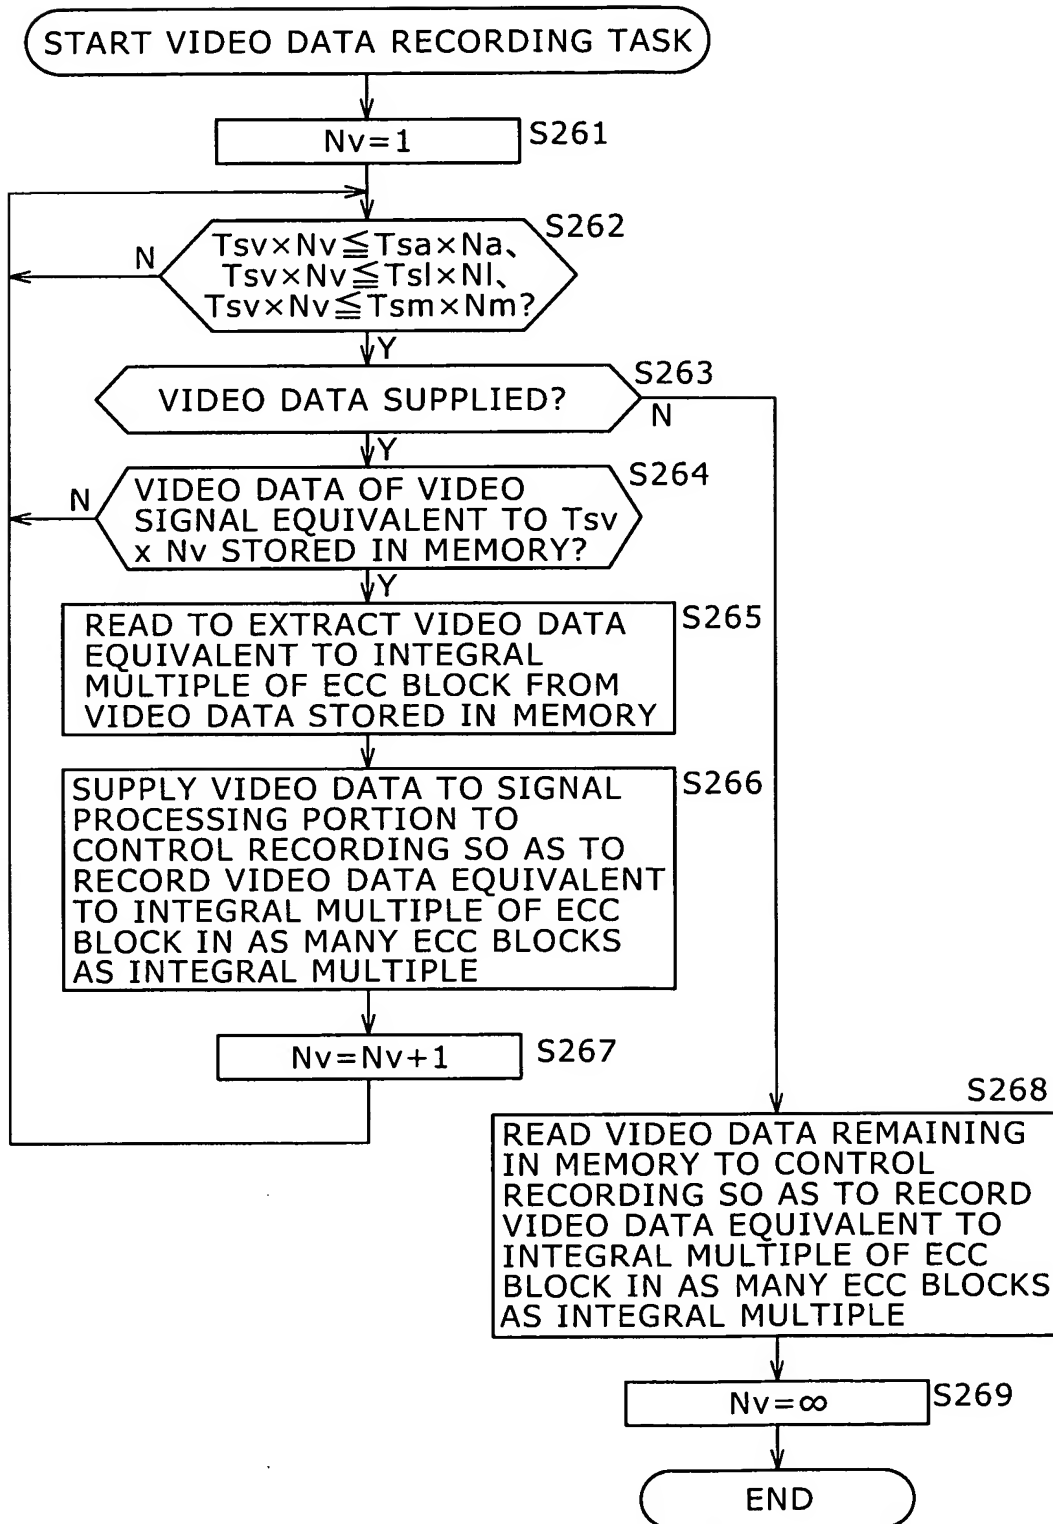 START VIDEO DATA RECORDING TASK
Nv=1
S261
S262
Tsv×Nv≦Tsa×Na、
Tsv×Nv≦Tsl×Nl、
Tsv×Nv≦Tsm×Nm?
N
Y
S263
VIDEO DATA SUPPLIED?
N
Y
S264
VIDEO DATA OF VIDEO
SIGNAL EQUIVALENT TO Tsv
x Nv STORED IN MEMORY?
N
Y
S265
READ TO EXTRACT VIDEO DATA
EQUIVALENT TO INTEGRAL
MULTIPLE OF ECC BLOCK FROM
VIDEO DATA STORED IN MEMORY
S266
SUPPLY VIDEO DATA TO SIGNAL
PROCESSING PORTION TO
CONTROL RECORDING SO AS TO
RECORD VIDEO DATA EQUIVALENT
TO INTEGRAL MULTIPLE OF ECC
BLOCK IN AS MANY ECC BLOCKS
AS INTEGRAL MULTIPLE
Nv=Nv+1
S267
S268
READ VIDEO DATA REMAINING
IN MEMORY TO CONTROL
RECORDING SO AS TO RECORD
VIDEO DATA EQUIVALENT TO
INTEGRAL MULTIPLE OF ECC
BLOCK IN AS MANY ECC BLOCKS
AS INTEGRAL MULTIPLE
Nv=∞
S269
END